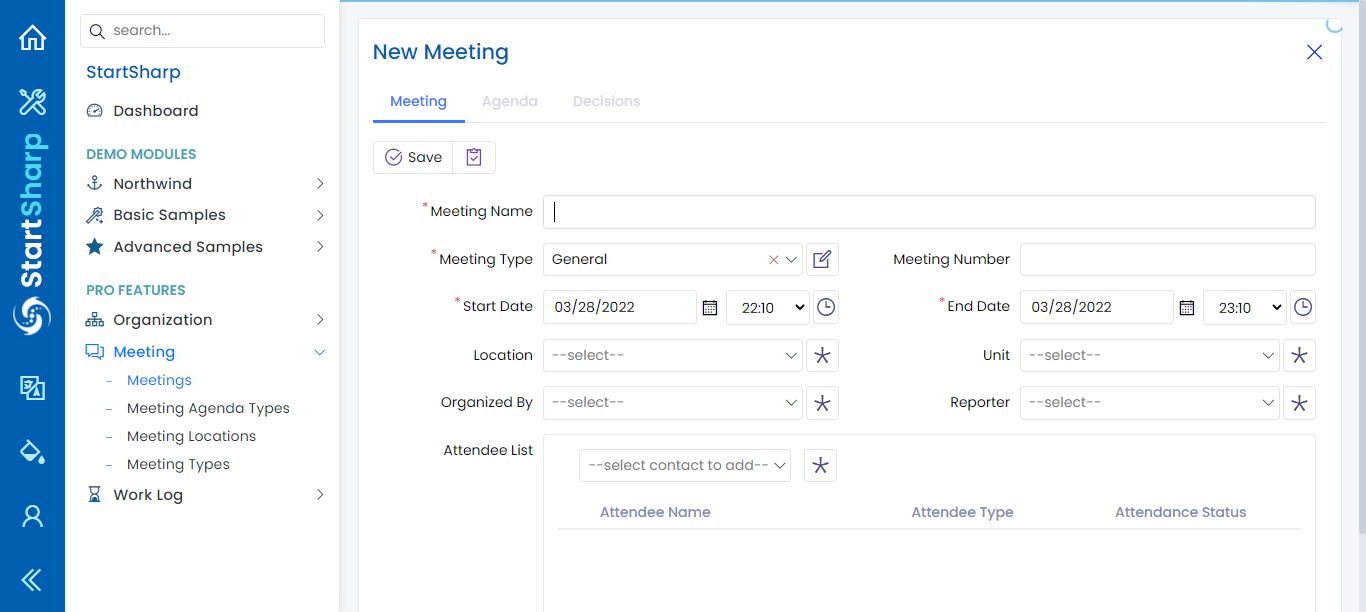 search...
StartSharp
Dashboard
DEMO MODULES
Northwind
Basic Samples
Advanced Samples
PRO FEATURES
Organization
Meeting
Meetings
Meeting Agenda Types
Meeting Locations
Meeting Types
Work Log
StartSharp
New Meeting
Meeting Agenda Decisions
Save
*Meeting Name
*Meeting Type General Meeting Number
*Start Date 03/28/2022 22:10 *End Date 03/28/2022 23:10
Location --select-- Unit --select--
Organized By --select-- Reporter --select--
Attendee List
--select contact to add--
Attendee Name Attendee Type Attendance Status